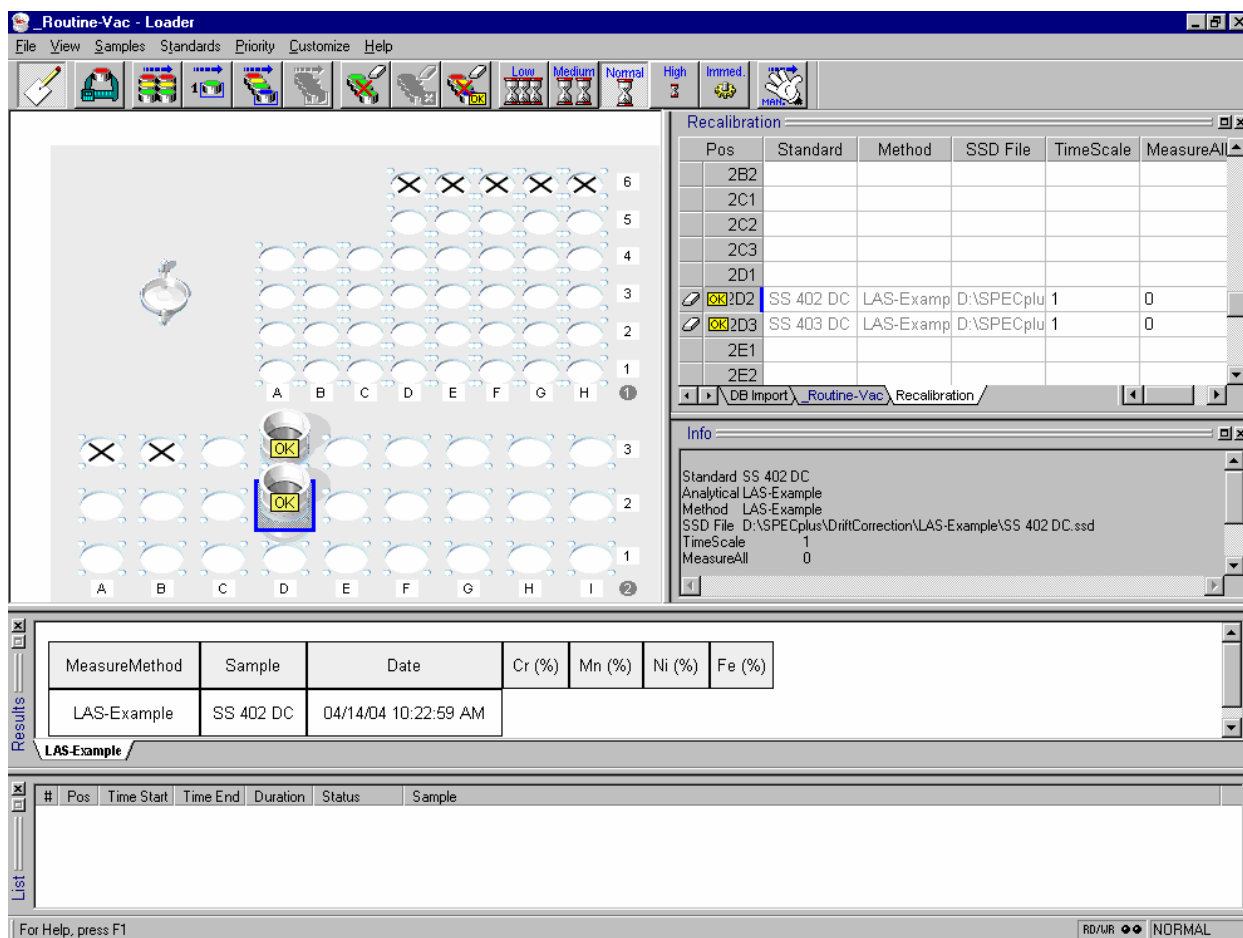 _Routine-Vac - Loader
File View Samples Standards Priority Customize Help
1 OK Low Medium Normal High Immed. MAN.
6
5
4
3
2
1
A B C D E F G H 1
OK 3
OK 2
1
A B C D E F G H I 2
Recalibration
Pos Standard Method SSD File TimeScale MeasureAll
2B2
2C1
2C2
2C3
2D1
OK 2D2 SS 402 DC LAS-Examp D:\SPECplu 1 0
OK 2D3 SS 403 DC LAS-Examp D:\SPECplu 1 0
2E1
2E2
DB Import _Routine-Vac Recalibration
Info
Standard SS 402 DC
Analytical LAS-Example
Method LAS-Example
SSD File D:\SPECplus\DriftCorrection\LAS-Example\SS 402 DC.ssd
TimeScale 1
MeasureAll 0
Results
MeasureMethod Sample Date Cr (%) Mn (%) Ni (%) Fe (%)
LAS-Example SS 402 DC 04/14/04 10:22:59 AM
LAS-Example
List
# Pos Time Start Time End Duration Status Sample
For Help, press F1 RD/WR NORMAL